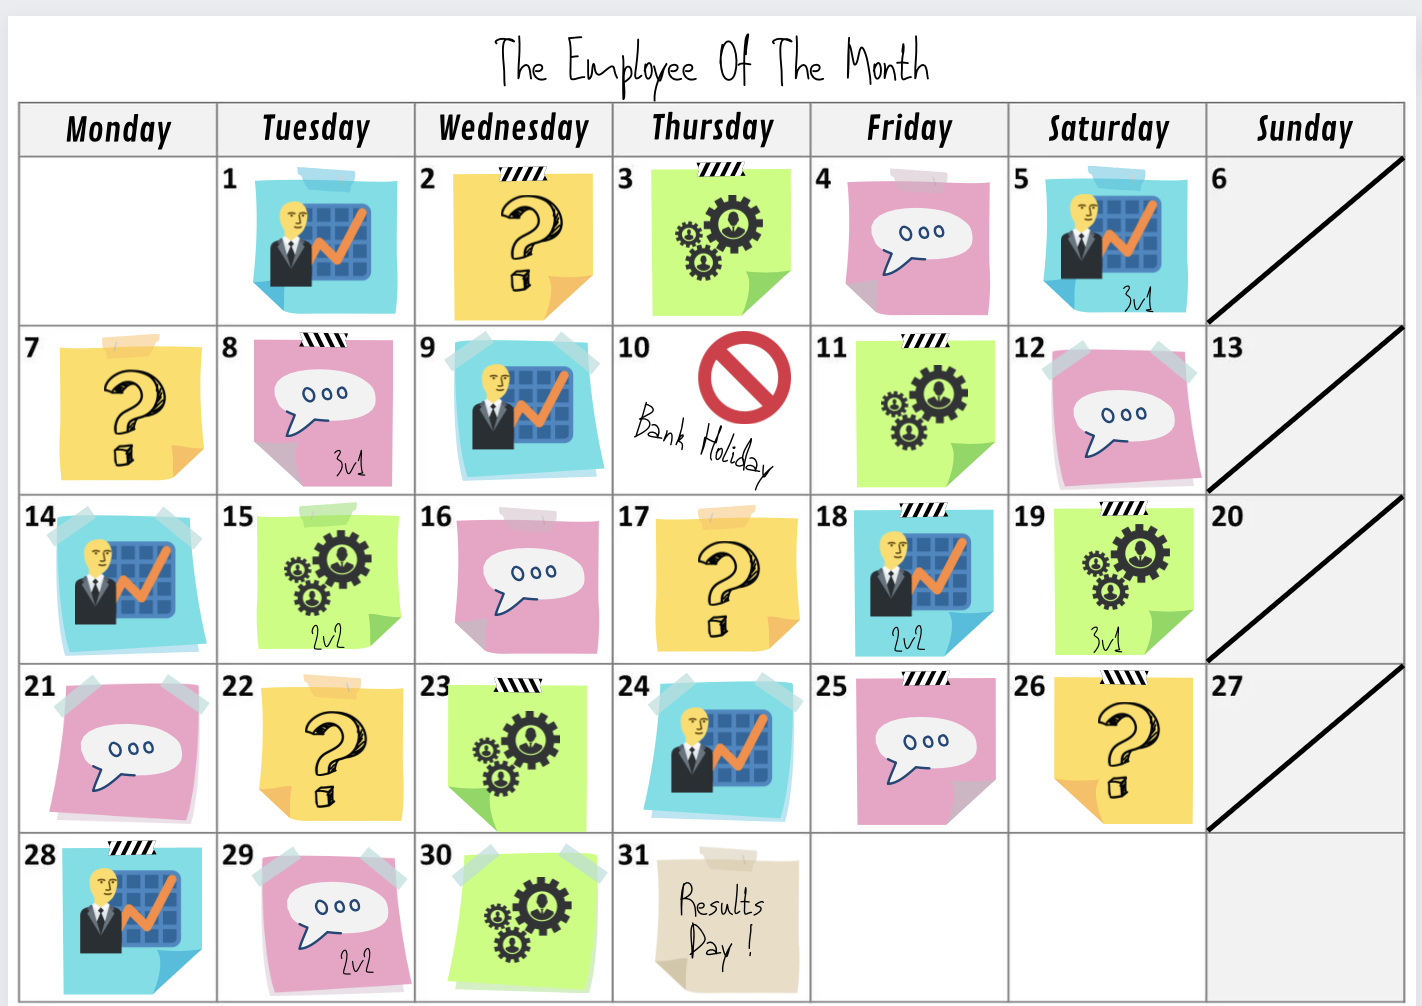 The Employee Of The Month
Monday Tuesday Wednesday Thursday Friday Saturday Sunday
1 2 3 4 5 6
3v1
7 8 9 10 11 12 13
Bank Holiday
3v1
14 15 16 17 18 19 20
2v2 2v2 3v1
21 22 23 24 25 26 27
28 29 30 31
Results
Day !
2v2